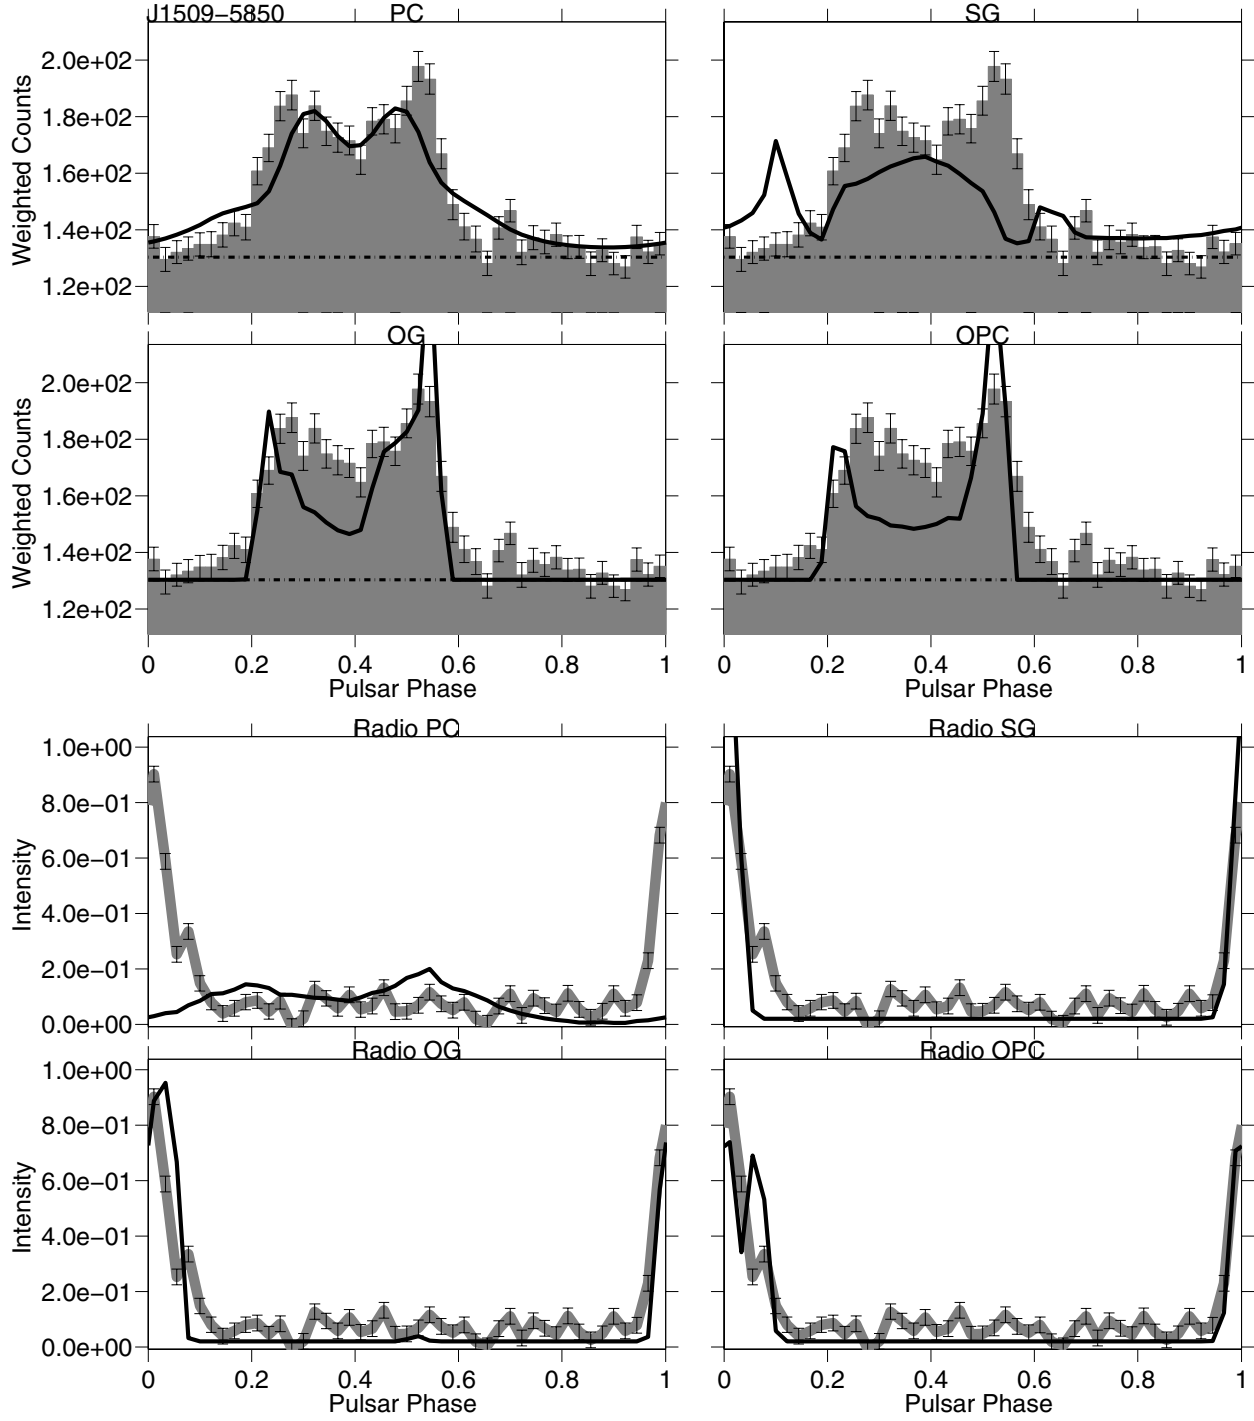 J1509−5850 PC SG
2.0e+02
1.8e+02
1.6e+02
1.4e+02
1.2e+02
Weighted Counts
OG OPC
2.0e+02
1.8e+02
1.6e+02
1.4e+02
1.2e+02
Weighted Counts
0 0.2 0.4 0.6 0.8 1 0 0.2 0.4 0.6 0.8 1
Pulsar Phase Pulsar Phase
Radio PC Radio SG
1.0e+00
8.0e−01
6.0e−01
4.0e−01
2.0e−01
0.0e+00
Intensity
Radio OG Radio OPC
1.0e+00
8.0e−01
6.0e−01
4.0e−01
2.0e−01
0.0e+00
Intensity
0 0.2 0.4 0.6 0.8 1 0 0.2 0.4 0.6 0.8 1
Pulsar Phase Pulsar Phase